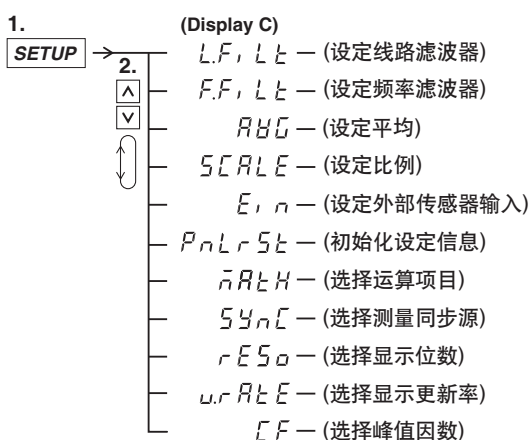 1.
(Display C)
SETUP
2.
L.FiLt — (设定线路滤波器)
F.FiLt — (设定频率滤波器)
AVG — (设定平均)
SCALE — (设定比例)
Ein — (设定外部传感器输入)
PnLrSt — (初始化设定信息)
mAtH — (选择运算项目)
SYnC — (选择测量同步源)
rESo — (选择显示位数)
u.rAtE — (选择显示更新率)
CF — (选择峰值因数)